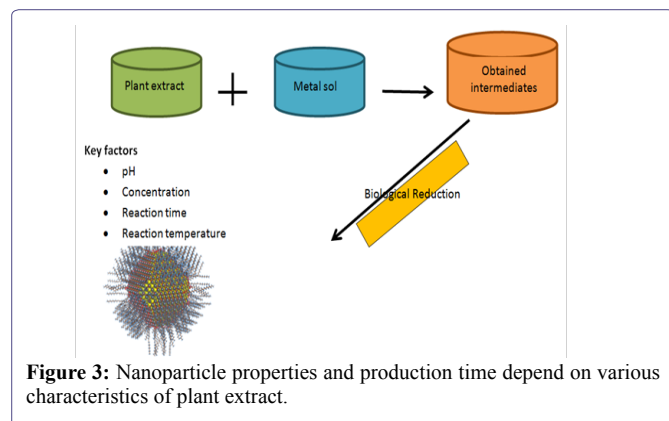 Plant extract
Metal sol
Obtained
intermediates
Key factors
• pH
• Concentration
• Reaction time
• Reaction temperature
Biological Reduction
Figure 3: Nanoparticle properties and production time depend on various
characteristics of plant extract.